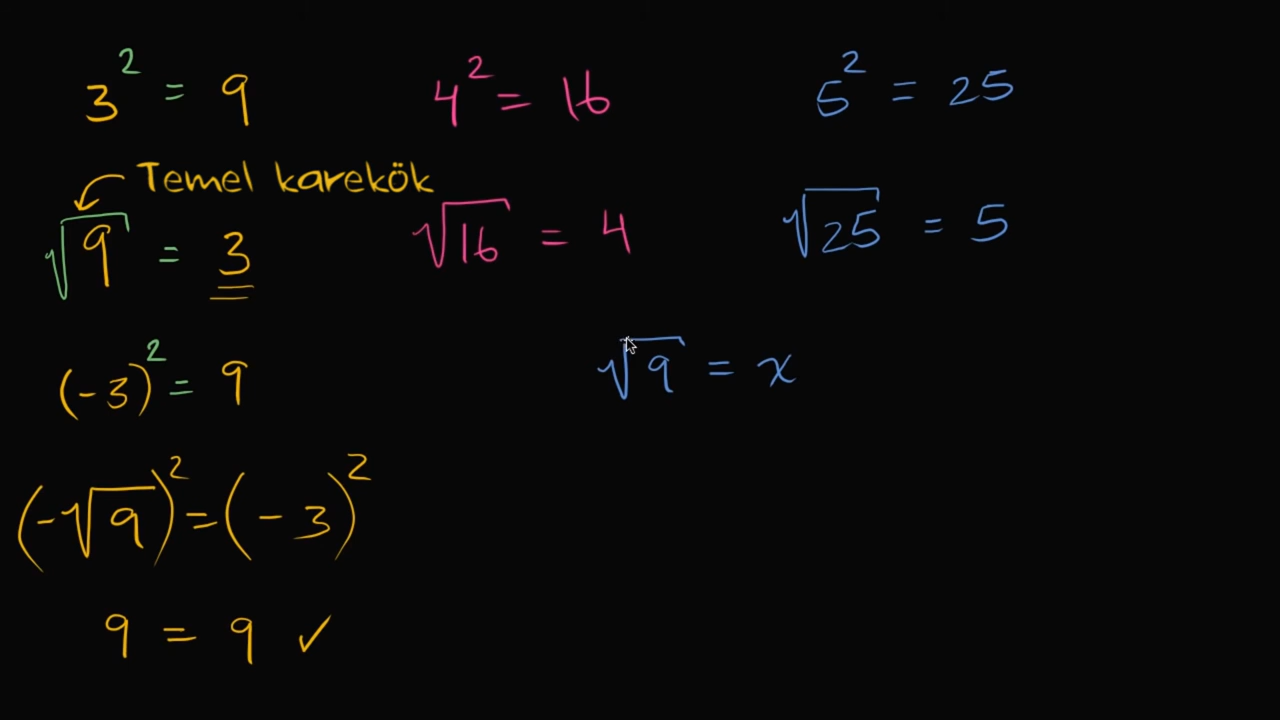 3² = 9
4² = 16
5² = 25
Temel karekök
√9 = 3
√16 = 4
√25 = 5
(-3)² = 9
√9 = x
(-√9)² = (-3)²
9 = 9 ✓